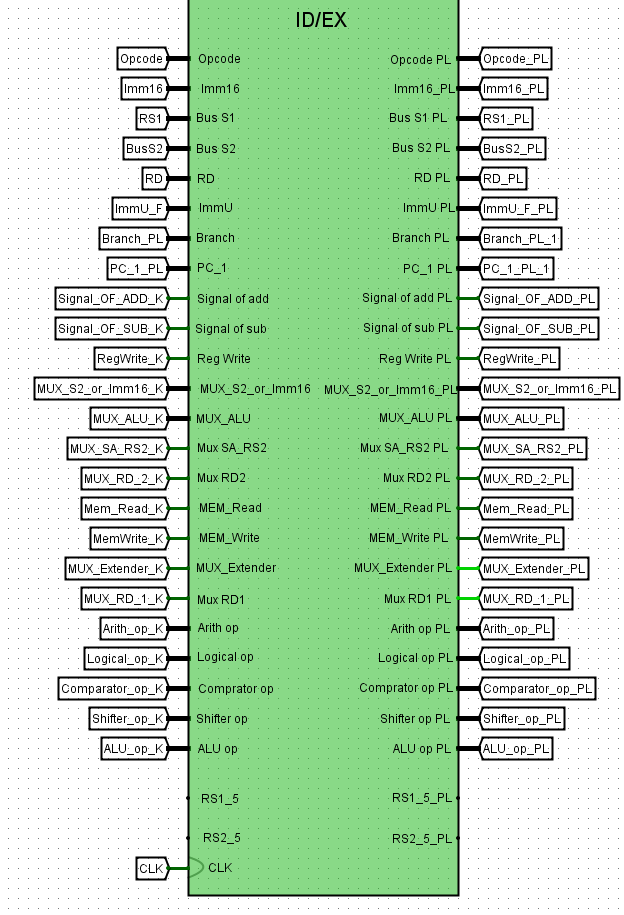 ID/EX
Opcode Opcode Opcode PL Opcode_PL
Imm16 Imm16 Imm16_PL Imm16_PL
RS1 Bus S1 Bus S1 PL RS1_PL
BusS2 Bus S2 Bus S2 PL BusS2_PL
RD RD RD PL RD_PL
ImmU_F ImmU ImmU PL ImmU_F_PL
Branch_PL Branch Branch PL Branch_PL_1
PC_1_PL PC_1 PC_1 PL PC_1_PL_1
Signal_OF_ADD_K Signal of add Signal of add PL Signal_OF_ADD_PL
Signal_OF_SUB_K Signal of sub Signal of sub PL Signal_OF_SUB_PL
RegWrite_K Reg Write Reg Write PL RegWrite_PL
MUX_S2_or_Imm16_K MUX_S2_or_Imm16 MUX_S2_or_Imm16_PL MUX_S2_or_Imm16_PL
MUX_ALU_K MUX_ALU MUX_ALU PL MUX_ALU_PL
MUX_SA_RS2_K Mux SA_RS2 Mux SA_RS2 PL MUX_SA_RS2_PL
MUX_RD_2_K Mux RD2 Mux RD2 PL MUX_RD_2_PL
Mem_Read_K MEM_Read MEM_Read PL Mem_Read_PL
MemWrite_K MEM_Write MEM_Write PL MemWrite_PL
MUX_Extender_K MUX_Extender MUX_Extender PL MUX_Extender_PL
MUX_RD_1_K Mux RD1 Mux RD1 PL MUX_RD_1_PL
Arith_op_K Arith op Arith op PL Arith_op_PL
Logical_op_K Logical op Logical op PL Logical_op_PL
Comparator_op_K Comprator op Comprator op PL Comparator_op_PL
Shifter_op_K Shifter op Shifter op PL Shifter_op_PL
ALU_op_K ALU op ALU op PL ALU_op_PL
RS1_5 RS1_5_PL
RS2_5 RS2_5_PL
CLK CLK